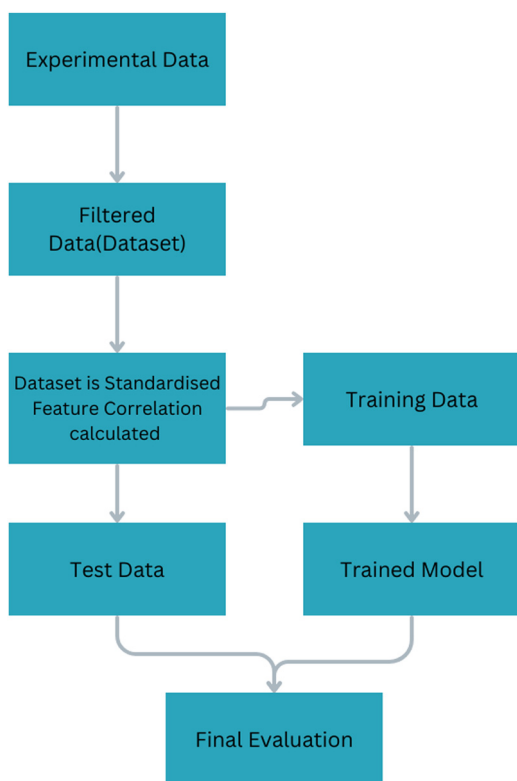 Experimental Data
Filtered
Data(Dataset)
Dataset is Standardised
Feature Correlation
calculated
Training Data
Test Data
Trained Model
Final Evaluation